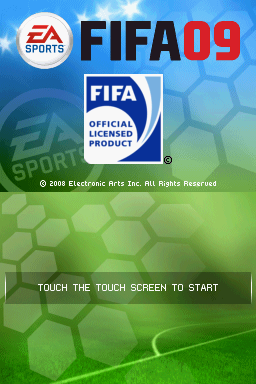 EA
SPORTS
FIFA09
FIFA
OFFICIAL
LICENSED
PRODUCT
©
EA
SPORTS
© 2008 Electronic Arts Inc. All Rights Reserved
TOUCH THE TOUCH SCREEN TO START